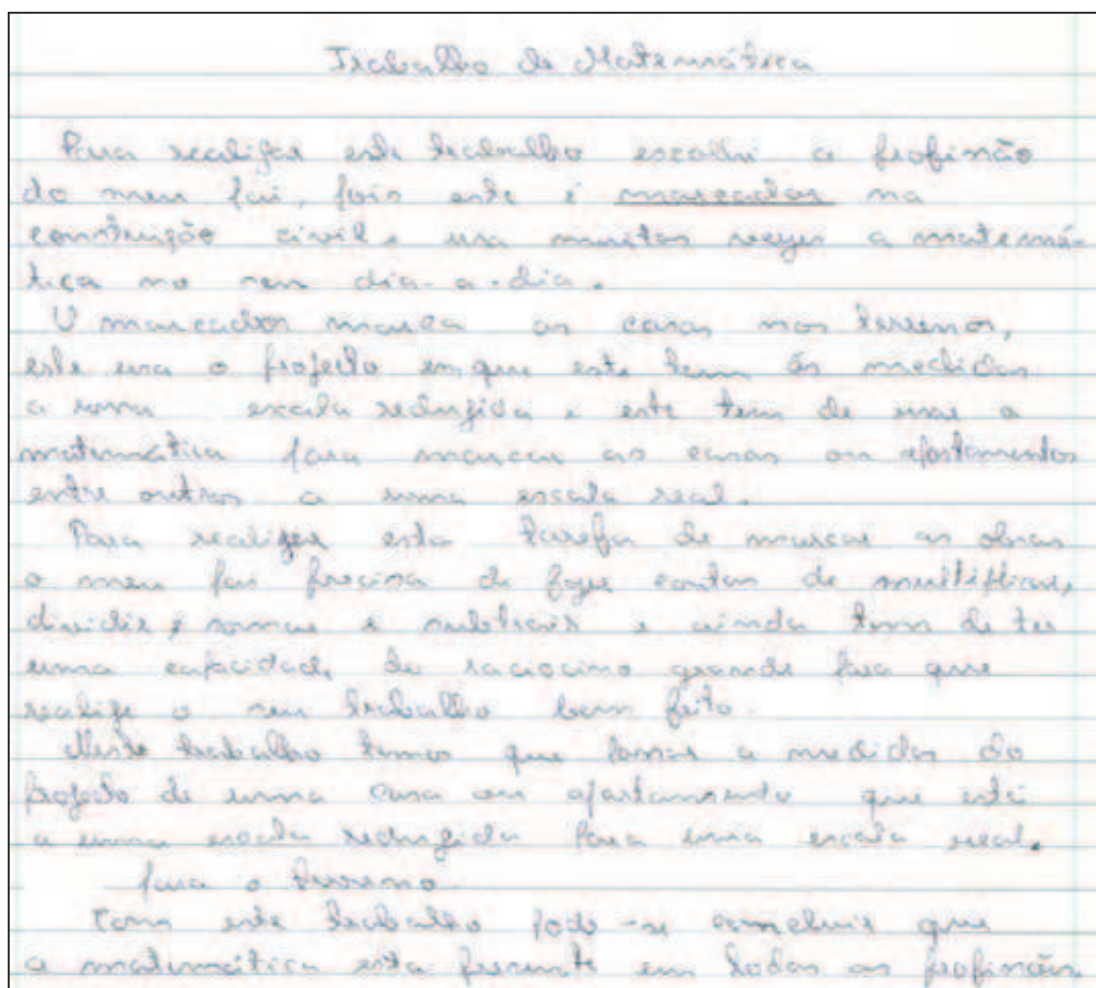 Trabalho de Matemática
Para realizar este trabalho escolhi a profissão
do meu pai, pois este é marcador na
construção civil e usa muitas vezes a matemá-
tica no seu dia-a-dia.
O marcador marca as casas nos terrenos,
este usa o projecto em que este tem as medidas
a uma escala reduzida e este tem de usar a
matemática para marcar as casas ou apartamentos
entre outros a uma escala real.
Para realizar esta tarefa de marcar as obras
o meu pai precisa de fazer contas de multiplicar,
dividir, somar e subtrair e ainda tem de ter
uma capacidade de raciocino grande para que
realize o seu trabalho bem feito.
Neste trabalho temos que tomar a medidas do
projecto de uma casa ou apartamento que está
a uma escala reduzida para uma escala real.
para o terreno.
Com este trabalho pode-se concluir que
a matemática esta presente em todas as profissões